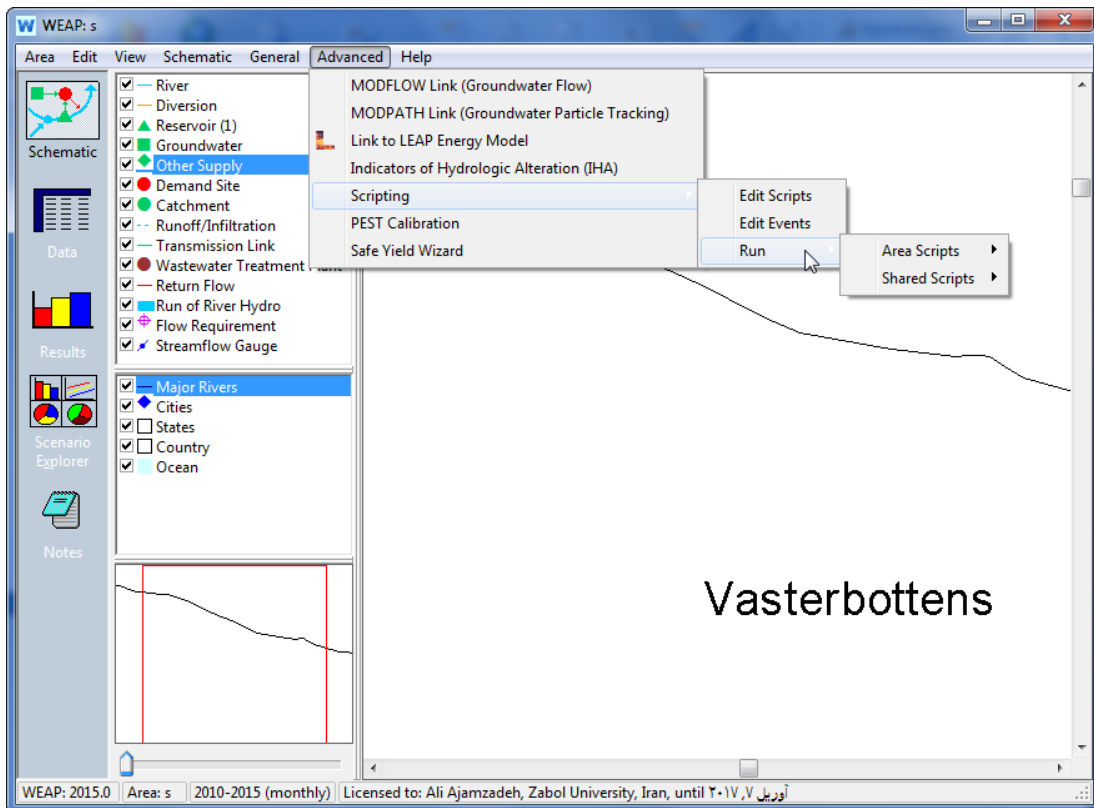 WEAP: s
Area Edit View Schematic General Advanced Help
Schematic
Data
Results
Scenario
Explorer
Notes
River
Diversion
Reservoir (1)
Groundwater
Other Supply
Demand Site
Catchment
Runoff/Infiltration
Transmission Link
Wastewater Treatment Plant
Return Flow
Run of River Hydro
Flow Requirement
Streamflow Gauge
Major Rivers
Cities
States
Country
Ocean
MODFLOW Link (Groundwater Flow)
MODPATH Link (Groundwater Particle Tracking)
Link to LEAP Energy Model
Indicators of Hydrologic Alteration (IHA)
Scripting
PEST Calibration
Safe Yield Wizard
Edit Scripts
Edit Events
Run
Area Scripts
Shared Scripts
Vasterbottens
WEAP: 2015.0 Area: s 2010-2015 (monthly) Licensed to: Ali Ajamzadeh, Zabol University, Iran, until آوریل ۷, ۲۰۱۷